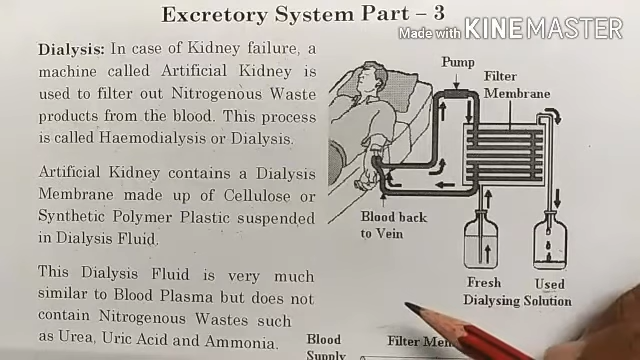 Excretory System Part – 3
Made with KINEMASTER
Dialysis: In case of Kidney failure, a
machine called Artificial Kidney is
used to filter out Nitrogenous Waste
products from the blood. This process
is called Haemodialysis or Dialysis.
Artificial Kidney contains a Dialysis
Membrane made up of Cellulose or
Synthetic Polymer Plastic suspended
in Dialysis Fluid.
This Dialysis Fluid is very much
similar to Blood Plasma but does not
contain Nitrogenous Wastes such
as Urea, Uric Acid and Ammonia.
Pump
Filter
Membrane
Blood back
to Vein
Fresh Used
Dialysing Solution
Blood
Supply
Filter